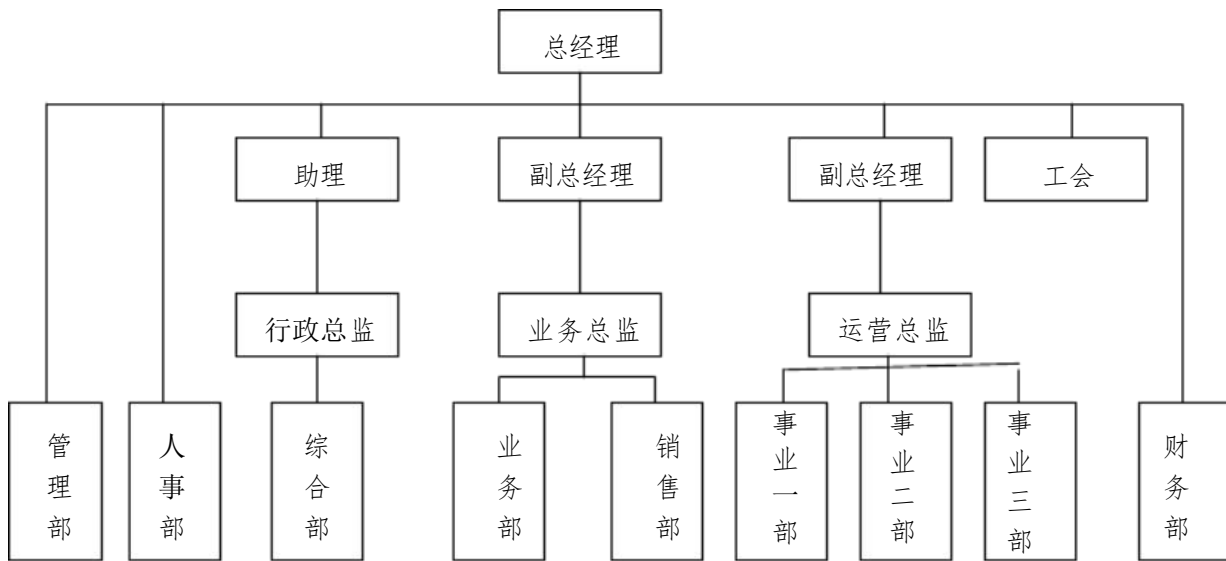 总经理
助理
副总经理
副总经理
工会
行政总监
业务总监
运营总监
管理部
人事部
综合部
业务部
销售部
事业一部
事业二部
事业三部
财务部